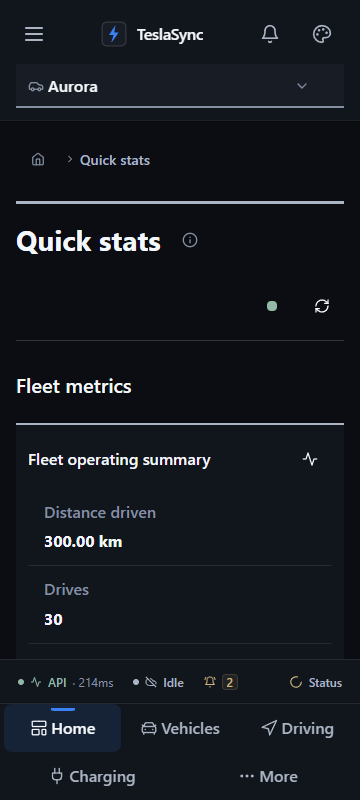 TeslaSync
Aurora
Quick stats
Quick stats
Fleet metrics
Fleet operating summary
Distance driven
300.00 km
Drives
30
API · 214ms
Idle
2
Status
Home
Vehicles
Driving
Charging
More